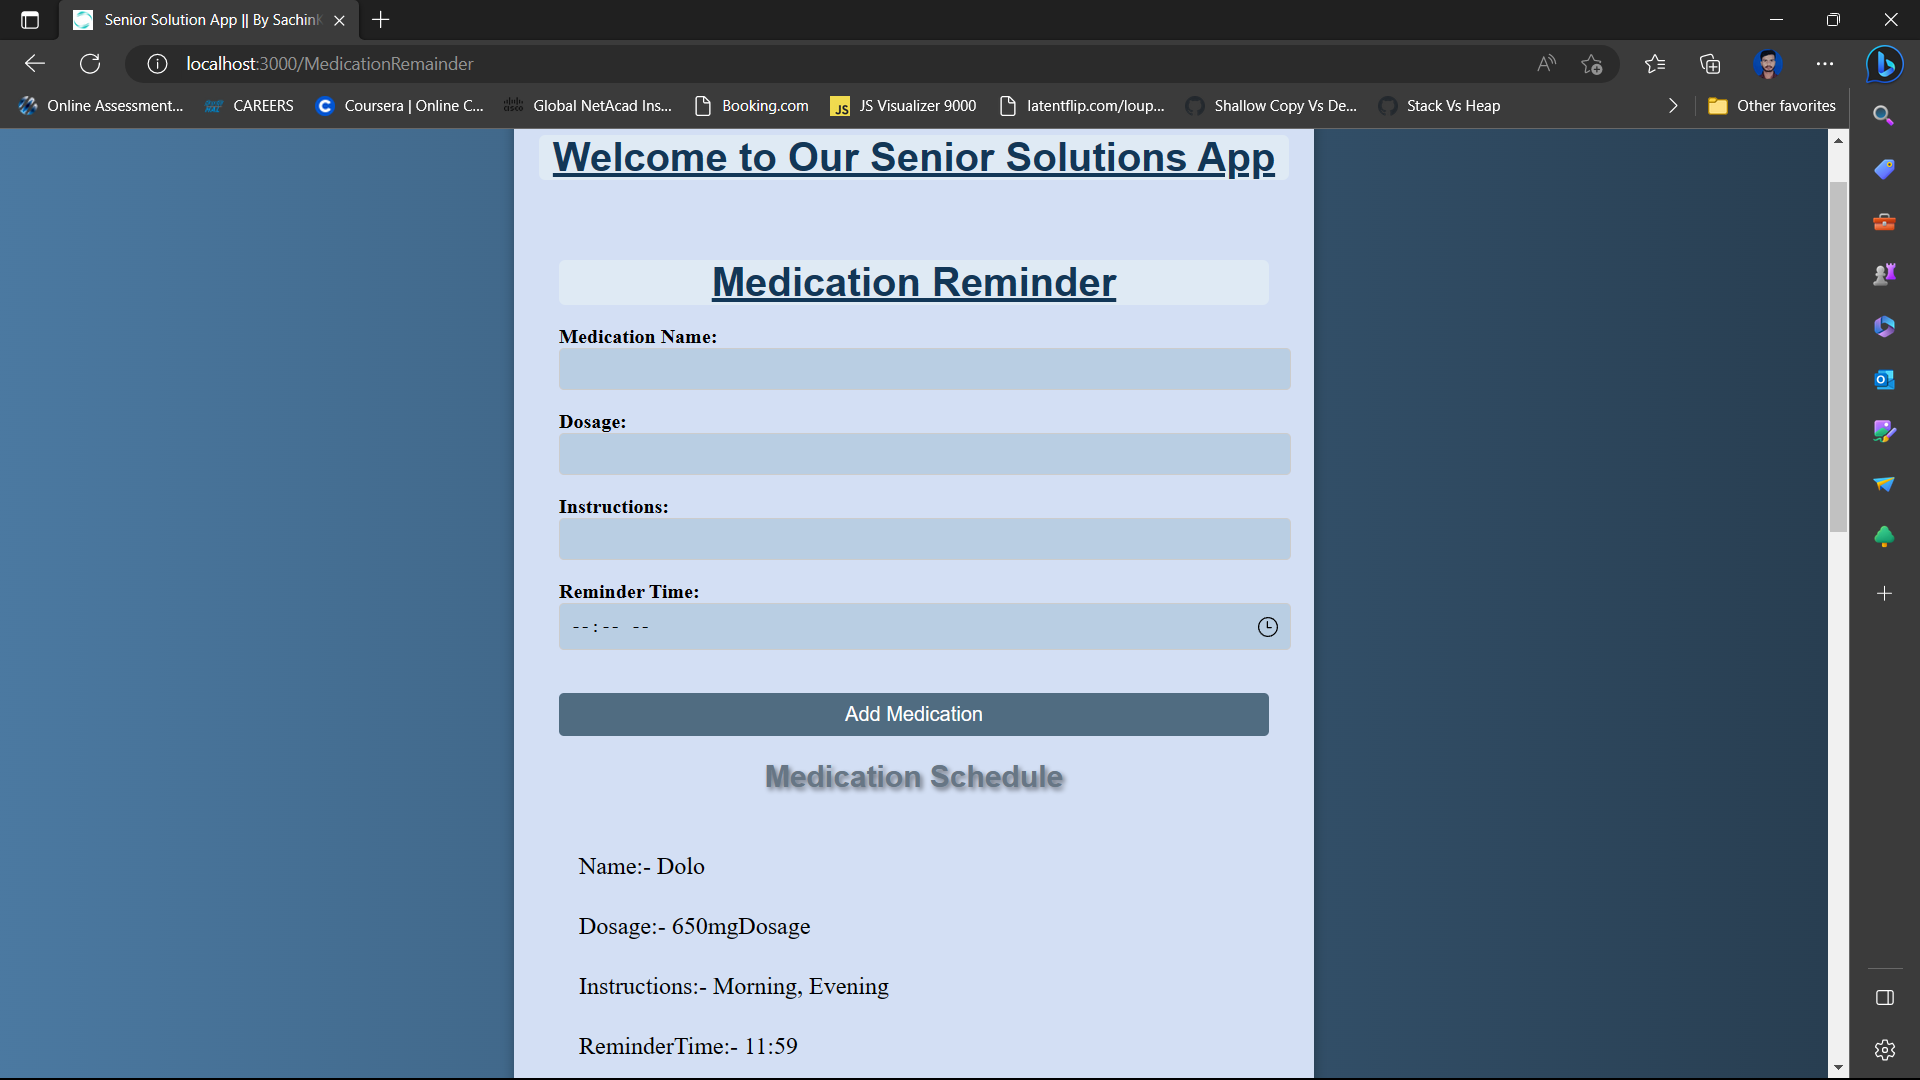 Senior Solution App || By Sachin
localhost:3000/MedicationRemainder
Online Assessment... CAREERS Coursera | Online C... Global NetAcad Ins... Booking.com JS Visualizer 9000 latentflip.com/loup... Shallow Copy Vs De... Stack Vs Heap Other favorites
Welcome to Our Senior Solutions App
Medication Reminder
Medication Name:
Dosage:
Instructions:
Reminder Time:
--:-- --
Add Medication
Medication Schedule
Name:- Dolo
Dosage:- 650mgDosage
Instructions:- Morning, Evening
ReminderTime:- 11:59